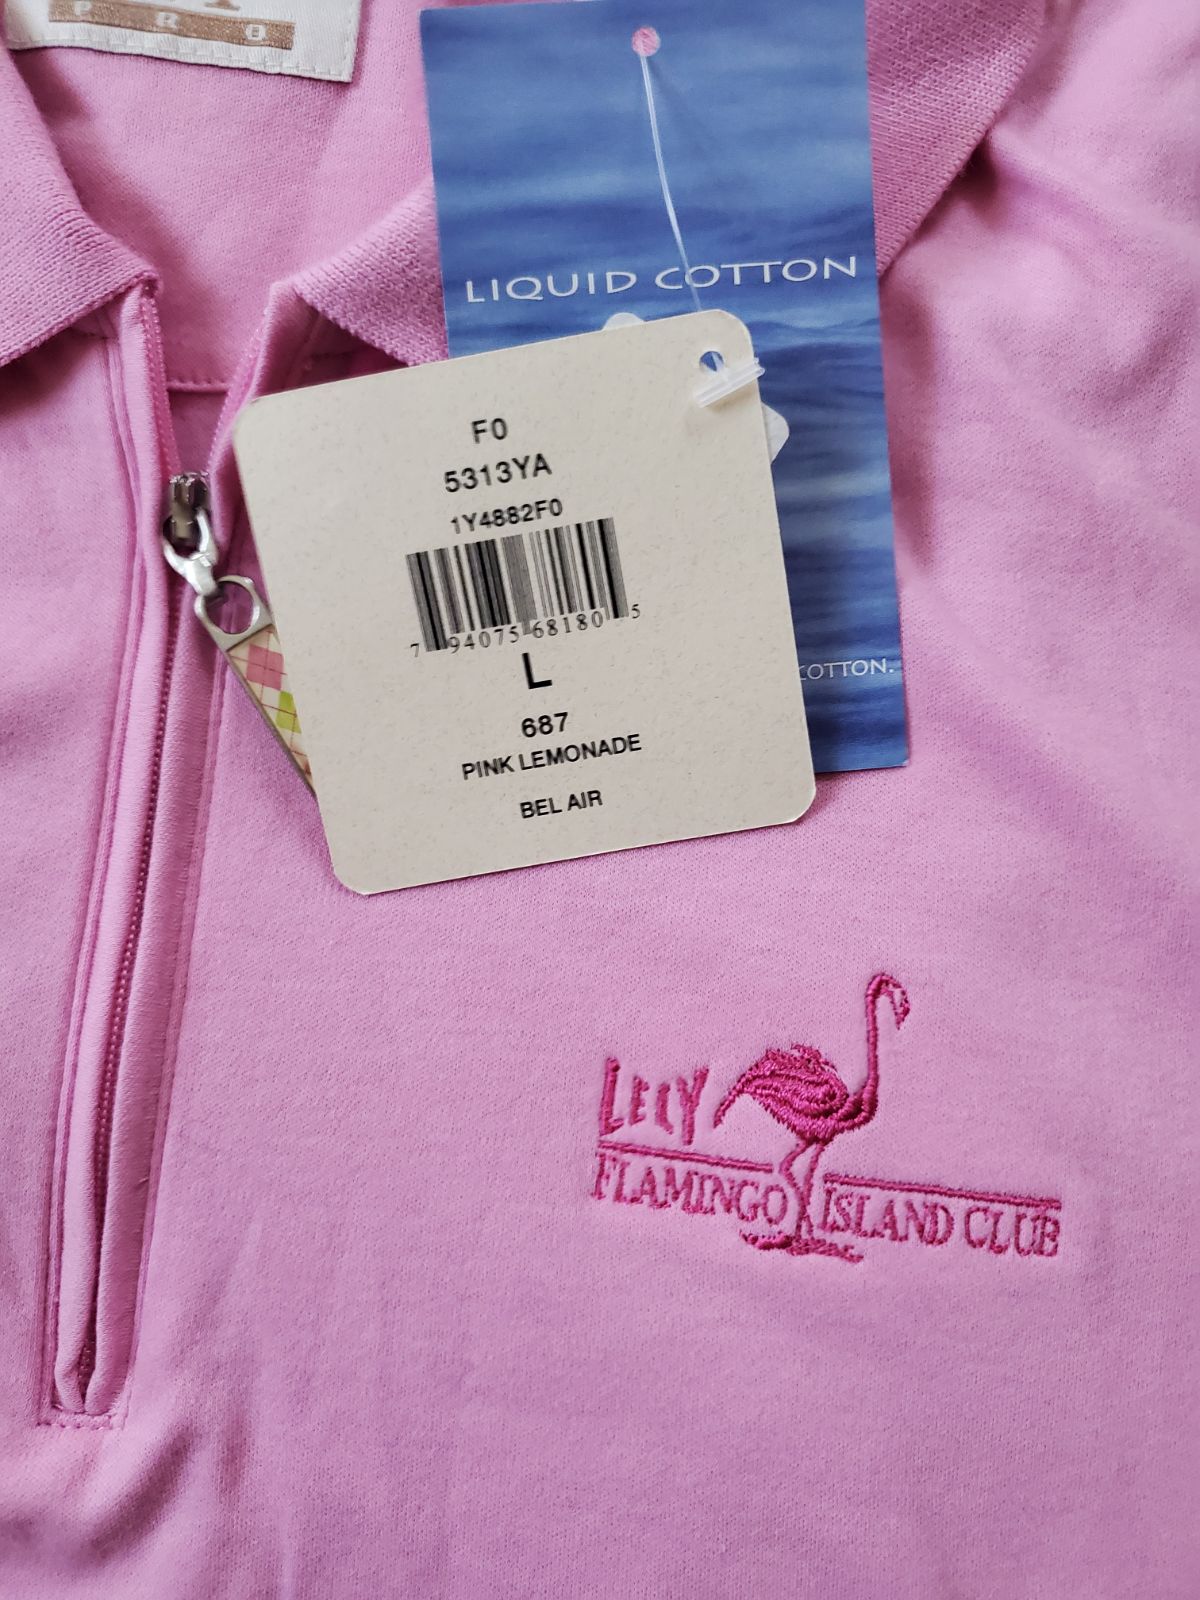 PRO
LIQUID COTTON
F0
5313YA
1Y4882F0
7 94075 68180 5
L
687
PINK LEMONADE
BEL AIR
COTTON.
LELY
FLAMINGO ISLAND CLUB